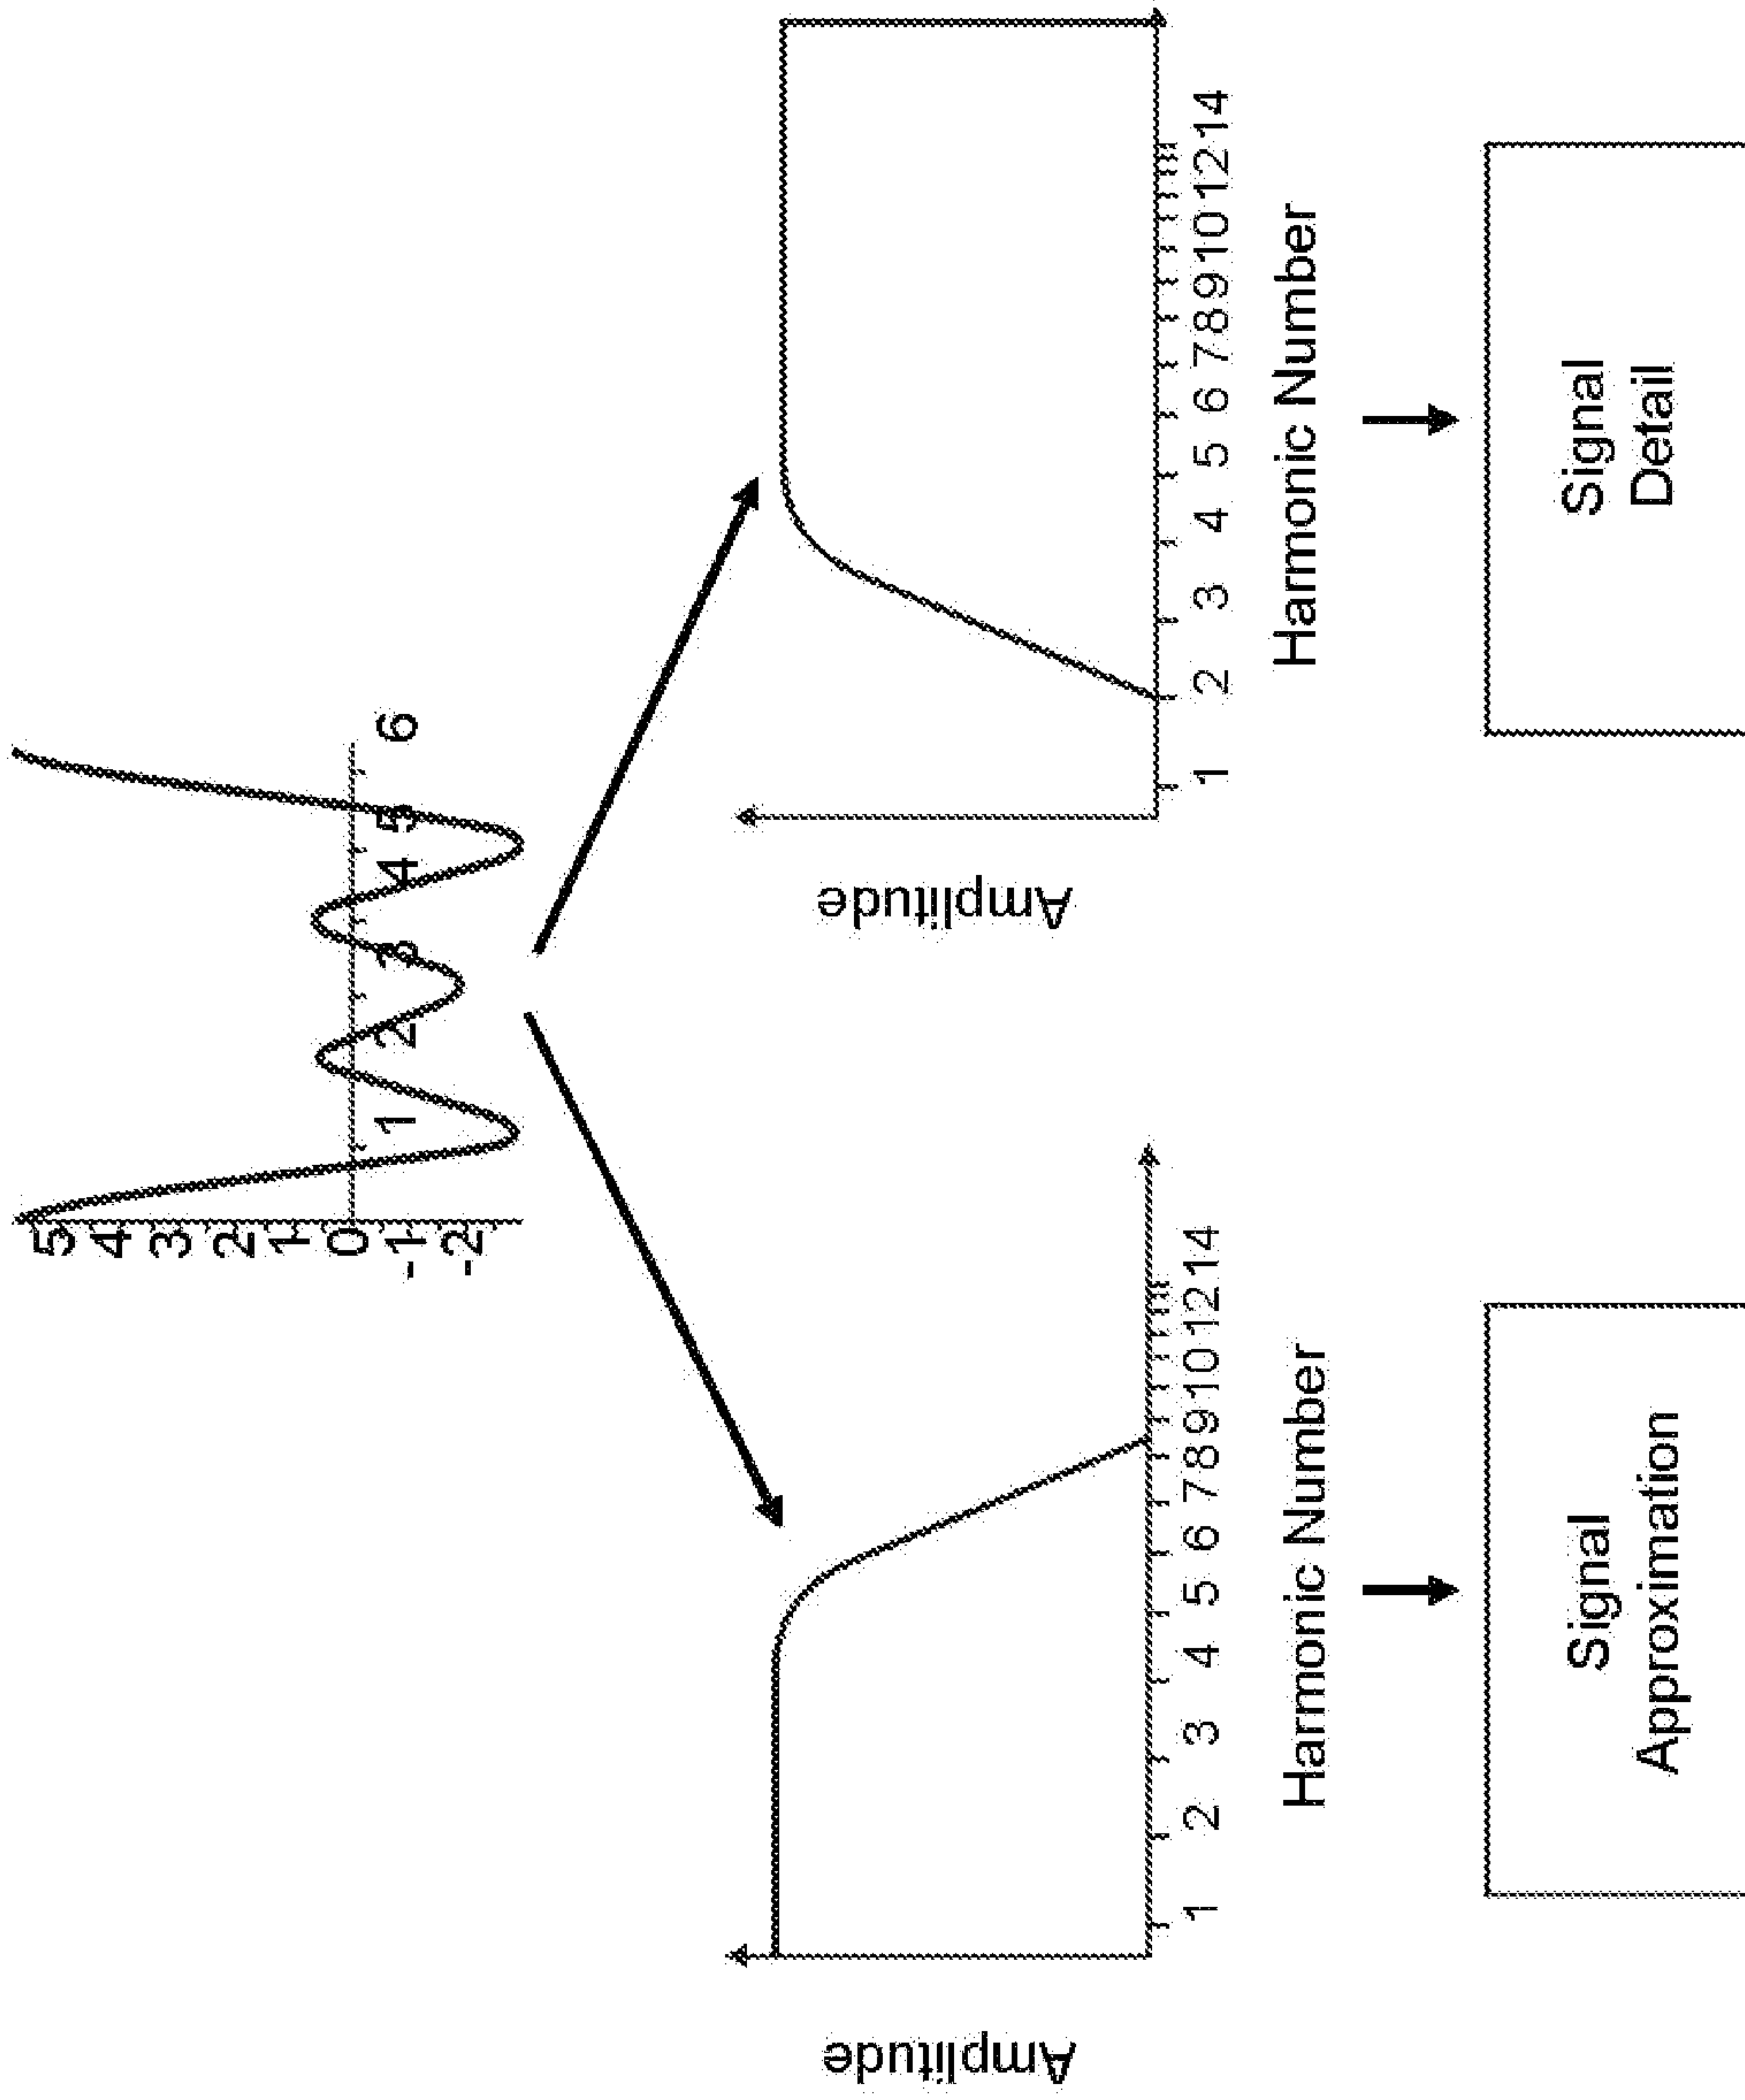 5
4
3
2
1
0
-1
-2
1 2 3 4 5 6
Amplitude
1 2 3 4 5 6 7 8 9 10 12 14
Harmonic Number
Signal
Approximation
Amplitude
1 2 3 4 5 6 7 8 9 10 12 14
Harmonic Number
Signal
Detail